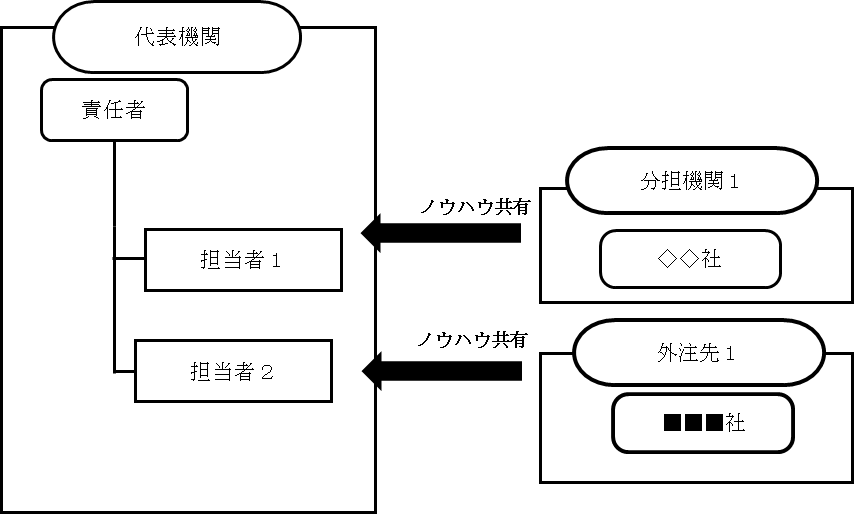 代表機関
責任者
担当者１
担当者２
ノウハウ共有
分担機関１
◇◇社
ノウハウ共有
外注先１
■■■社